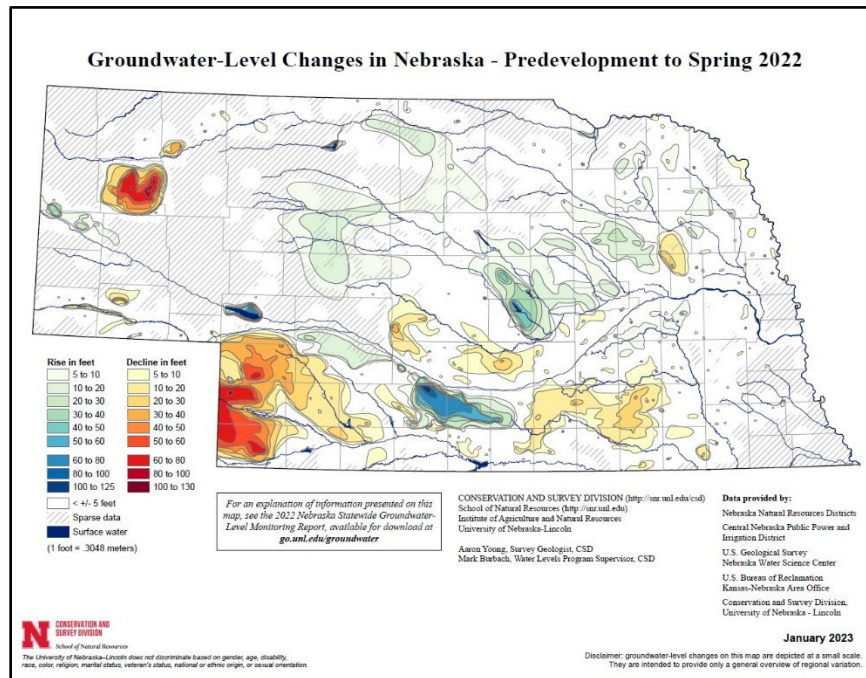 Groundwater-Level Changes in Nebraska - Predevelopment to Spring 2022
Rise in feet
5 to 10
10 to 20
20 to 30
30 to 40
40 to 50
50 to 60
60 to 80
80 to 100
100 to 125
Decline in feet
5 to 10
10 to 20
20 to 30
30 to 40
40 to 50
50 to 60
60 to 80
80 to 100
100 to 130
< +/- 5 feet
Sparse data
Surface water
(1 foot = .3048 meters)
For an explanation of information presented on this
map, see the 2022 Nebraska Statewide Groundwater-
Level Monitoring Report, available for download at
go.unl.edu/groundwater
CONSERVATION AND SURVEY DIVISION (http://snr.unl.edu/csd)
School of Natural Resources (http://snr.unl.edu)
Institute of Agriculture and Natural Resources
University of Nebraska-Lincoln
Aaron Young, Survey Geologist, CSD
Mark Burbach, Water Levels Program Supervisor, CSD
Data provided by:
Nebraska Natural Resources Districts
Central Nebraska Public Power and
Irrigation District
U.S. Geological Survey
Nebraska Water Science Center
U.S. Bureau of Reclamation
Kansas-Nebraska Area Office
Conservation and Survey Division,
University of Nebraska - Lincoln
January 2023
N
CONSERVATION AND
SURVEY DIVISION
School of Natural Resources
The University of Nebraska–Lincoln does not discriminate based on gender, age, disability,
race, color, religion, marital status, veteran's status, national or ethnic origin, or sexual orientation.
Disclaimer: groundwater-level changes on this map are depicted at a small scale.
They are intended to provide only a general overview of regional variation.